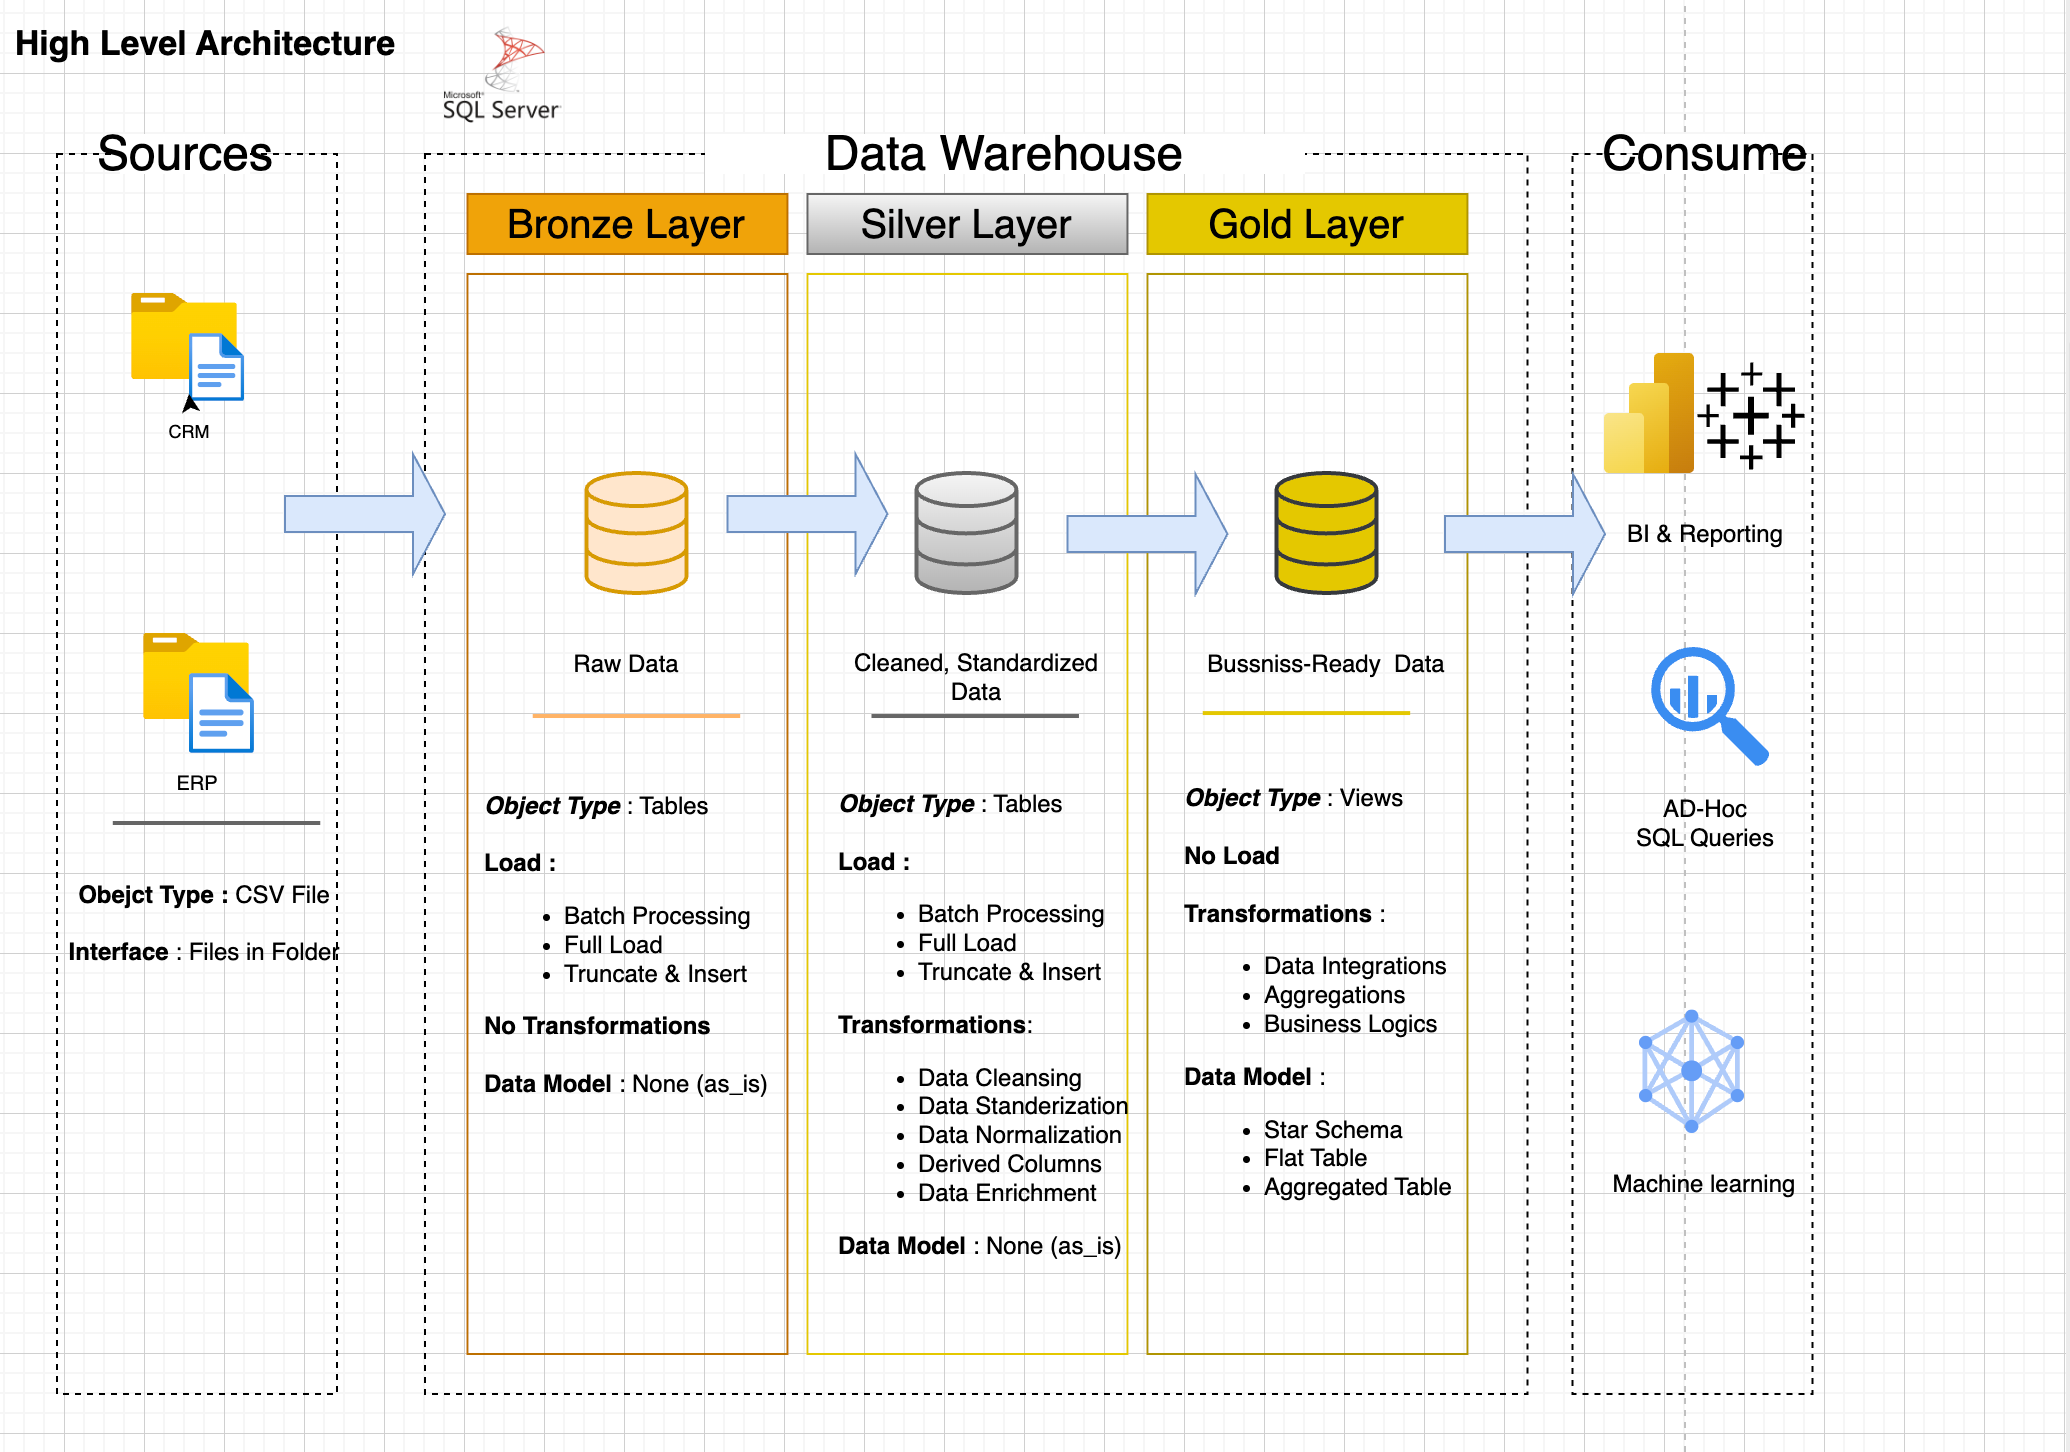 High Level Architecture
Microsoft®
SQL Server
Sources
Data Warehouse
Consume
Bronze Layer
Silver Layer
Gold Layer
CRM
ERP
Obejct Type : CSV File
Interface : Files in Folder
Raw Data
Object Type : Tables
Load :
• Batch Processing
• Full Load
• Truncate & Insert
No Transformations
Data Model : None (as_is)
Cleaned, Standardized
Data
Object Type : Tables
Load :
• Batch Processing
• Full Load
• Truncate & Insert
Transformations:
• Data Cleansing
• Data Standerization
• Data Normalization
• Derived Columns
• Data Enrichment
Data Model : None (as_is)
Bussniss-Ready  Data
Object Type : Views
No Load
Transformations :
• Data Integrations
• Aggregations
• Business Logics
Data Model :
• Star Schema
• Flat Table
• Aggregated Table
BI & Reporting
AD-Hoc
SQL Queries
Machine learning